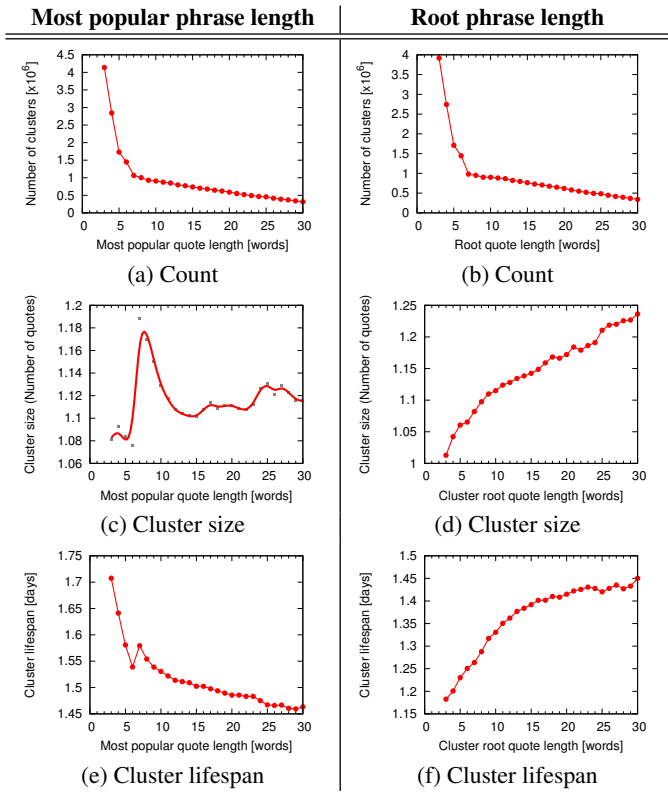 Most popular phrase length
Root phrase length
4.5
4
3.5
3
2.5
2
1.5
1
0.5
0
Number of clusters [x10^6]
0 5 10 15 20 25 30
Most popular quote length [words]
(a) Count
4
3.5
3
2.5
2
1.5
1
0.5
0
Number of clusters [x10^6]
0 5 10 15 20 25 30
Root quote length [words]
(b) Count
1.2
1.18
1.16
1.14
1.12
1.1
1.08
1.06
Cluster size (Number of quotes)
0 5 10 15 20 25 30
Most popular quote length [words]
(c) Cluster size
1.25
1.2
1.15
1.1
1.05
1
Cluster size (Number of quotes)
0 5 10 15 20 25 30
Cluster root quote length [words]
(d) Cluster size
1.75
1.7
1.65
1.6
1.55
1.5
1.45
Cluster lifespan [days]
0 5 10 15 20 25 30
Most popular quote length [words]
(e) Cluster lifespan
1.5
1.45
1.4
1.35
1.3
1.25
1.2
1.15
Cluster lifespan [days]
0 5 10 15 20 25 30
Cluster root quote length [words]
(f) Cluster lifespan